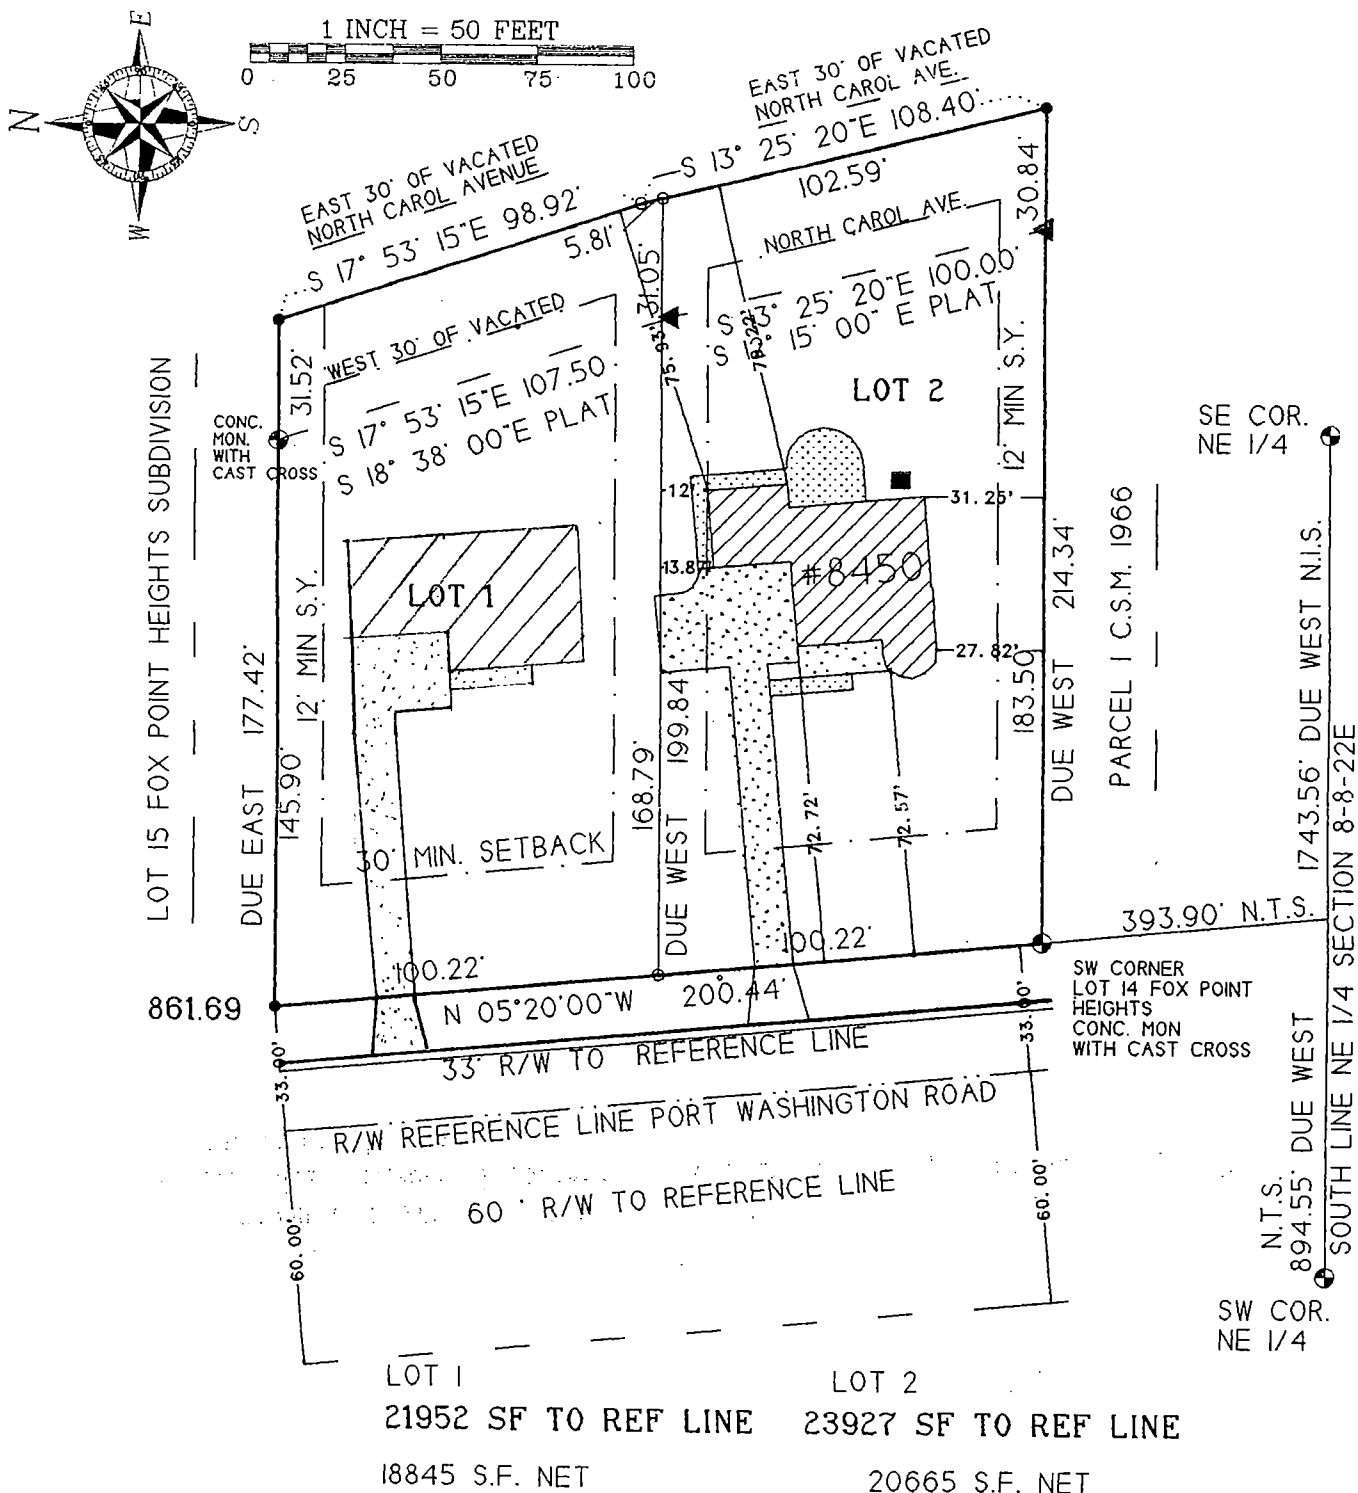 1 INCH = 50 FEET
0 25 50 75 100
E
N
S
W
EAST 30' OF VACATED
NORTH CAROL AVE.
S 13° 25' 20"E 108.40'
102.59'
30.84'
EAST 30' OF VACATED
NORTH CAROL AVENUE
S 17° 53' 15"E 98.92'
5.81'
31.05'
NORTH CAROL AVE.
S 13° 25' 20"E 100.00'
15' 00" E PLAT
WEST 30' OF VACATED
S 17° 53' 15"E 107.50
S 18° 38' 00"E PLAT
31.52'
CONC.
MON.
WITH
CAST CROSS
75.93'
78.22'
LOT 2
12' MIN S.Y.
LOT 15 FOX POINT HEIGHTS SUBDIVISION
SE COR.
NE 1/4
12'
31.25'
13.87'
#8450
LOT 1
12' MIN S.Y.
27.82'
DUE EAST 177.42'
145.90'
168.79'
DUE WEST 199.84'
183.50'
DUE WEST 214.34'
PARCEL 1 C.S.M. 1966
1743.56' DUE WEST N.I.S.
72.72'
72.57'
30' MIN. SETBACK
393.90' N.T.S.
100.22'
100.22'
861.69
N 05°20'00"W 200.44'
SW CORNER
LOT 14 FOX POINT
HEIGHTS
CONC. MON
WITH CAST CROSS
33.00'
33.00'
33' R/W TO REFERENCE LINE
R/W REFERENCE LINE PORT WASHINGTON ROAD
60' R/W TO REFERENCE LINE
60.00'
60.00'
N.T.S.
894.55' DUE WEST
SOUTH LINE NE 1/4 SECTION 8-8-22E
SW COR.
NE 1/4
LOT 1
21952 SF TO REF LINE
18845 S.F. NET
LOT 2
23927 SF TO REF LINE
20665 S.F. NET